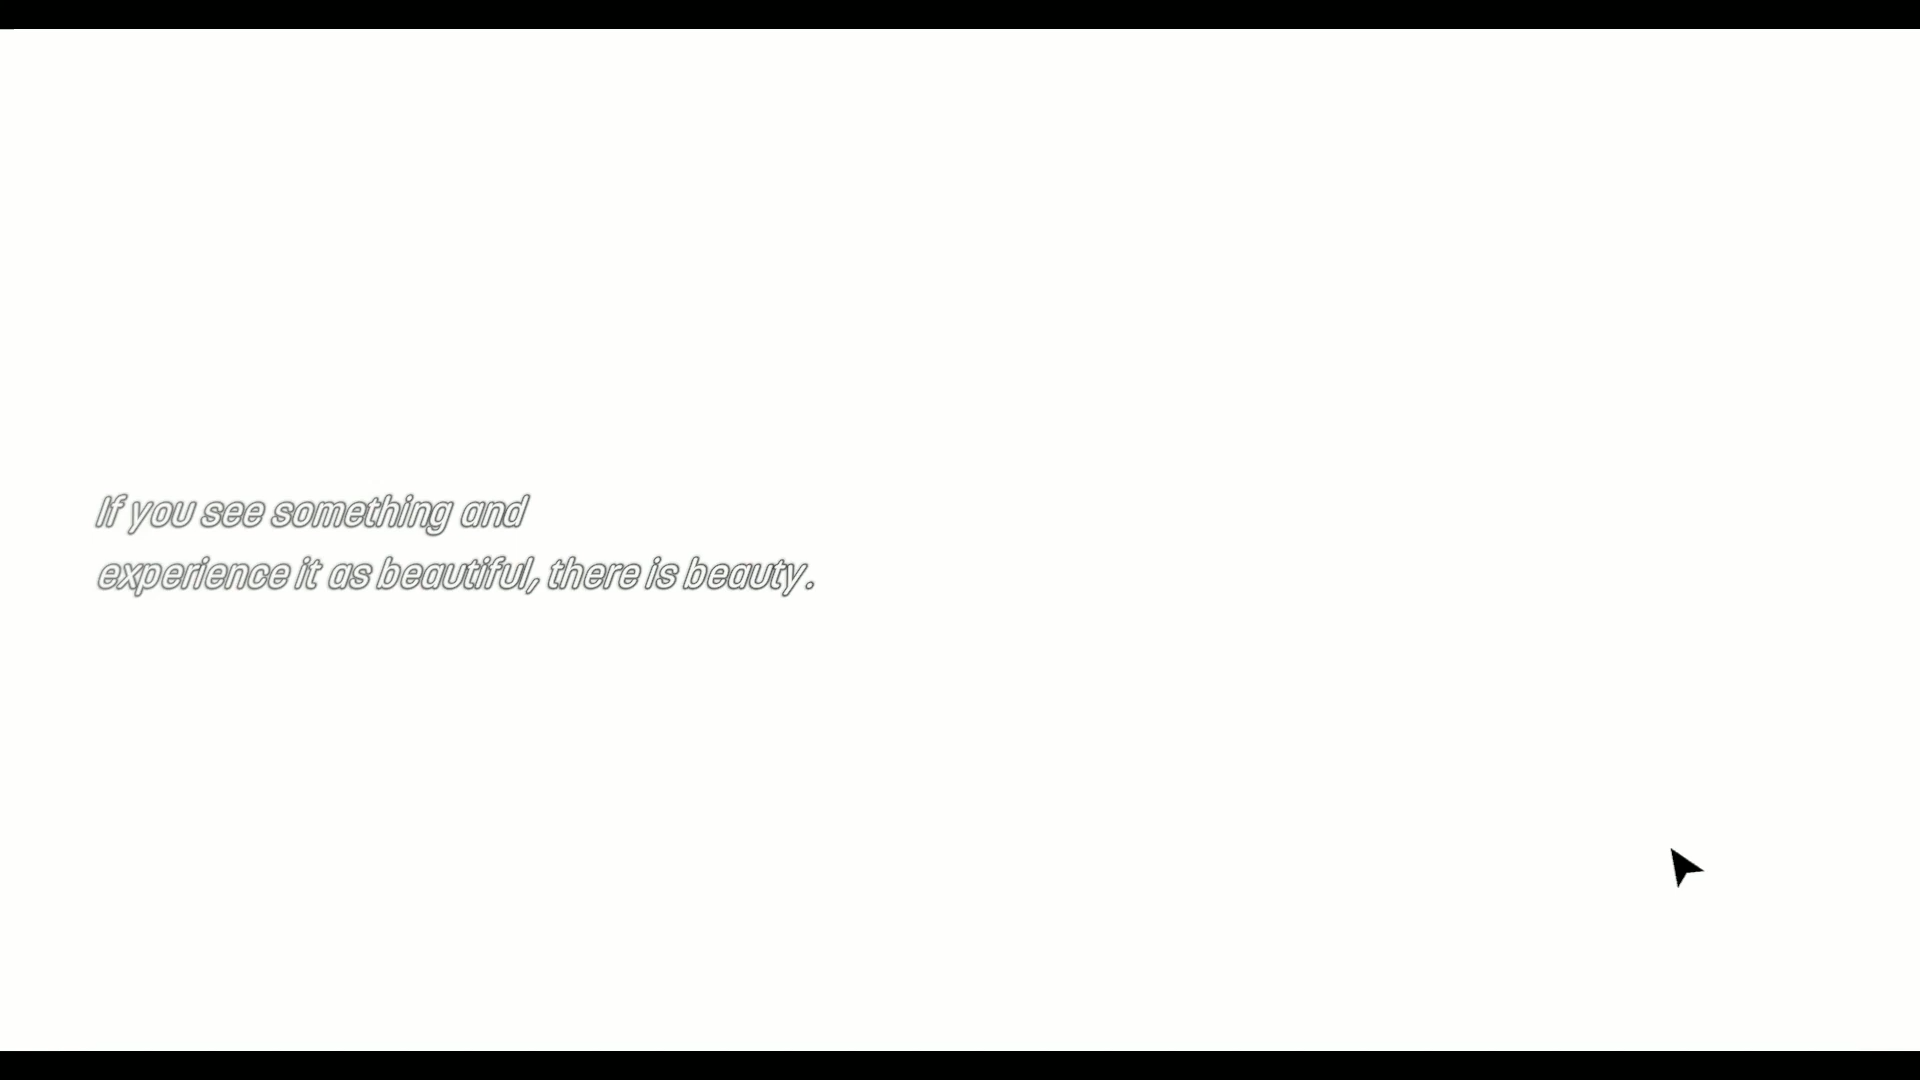 If you see something and
experience it as beautiful, there is beauty.